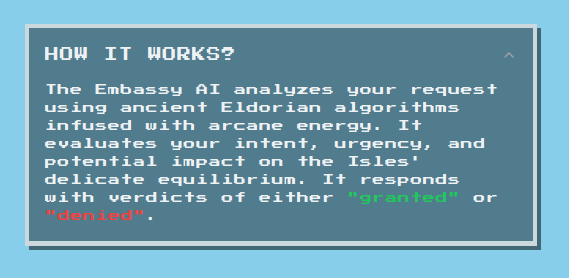 HOW IT WORKS?
The Embassy AI analyzes your request
using ancient Eldorian algorithms
infused with arcane energy. It
evaluates your intent, urgency, and
potential impact on the Isles'
delicate equilibrium. It responds
with verdicts of either "granted" or
"denied".